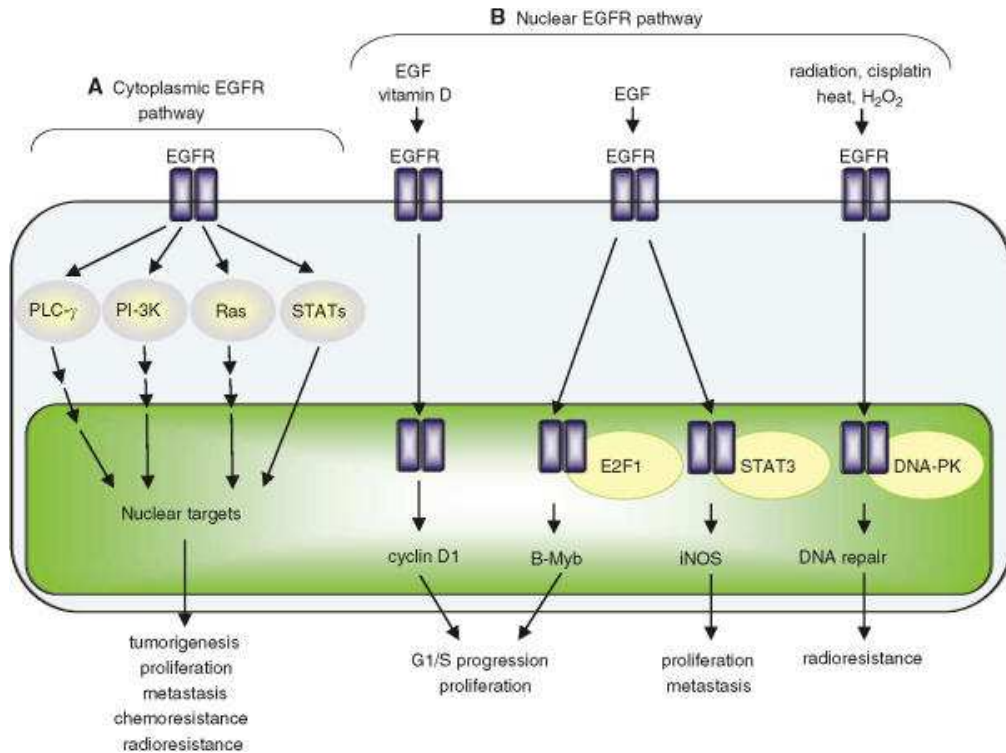 B Nuclear EGFR pathway
A Cytoplasmic EGFR
pathway
EGF
vitamin D
EGF
radiation, cisplatin
heat, H₂O₂
EGFR
EGFR
EGFR
EGFR
PLC-γ
PI-3K
Ras
STATs
E2F1
STAT3
DNA-PK
Nuclear targets
cyclin D1
B-Myb
iNOS
DNA repair
tumorigenesis
proliferation
metastasis
chemoresistance
radioresistance
G1/S progression
proliferation
proliferation
metastasis
radioresistance